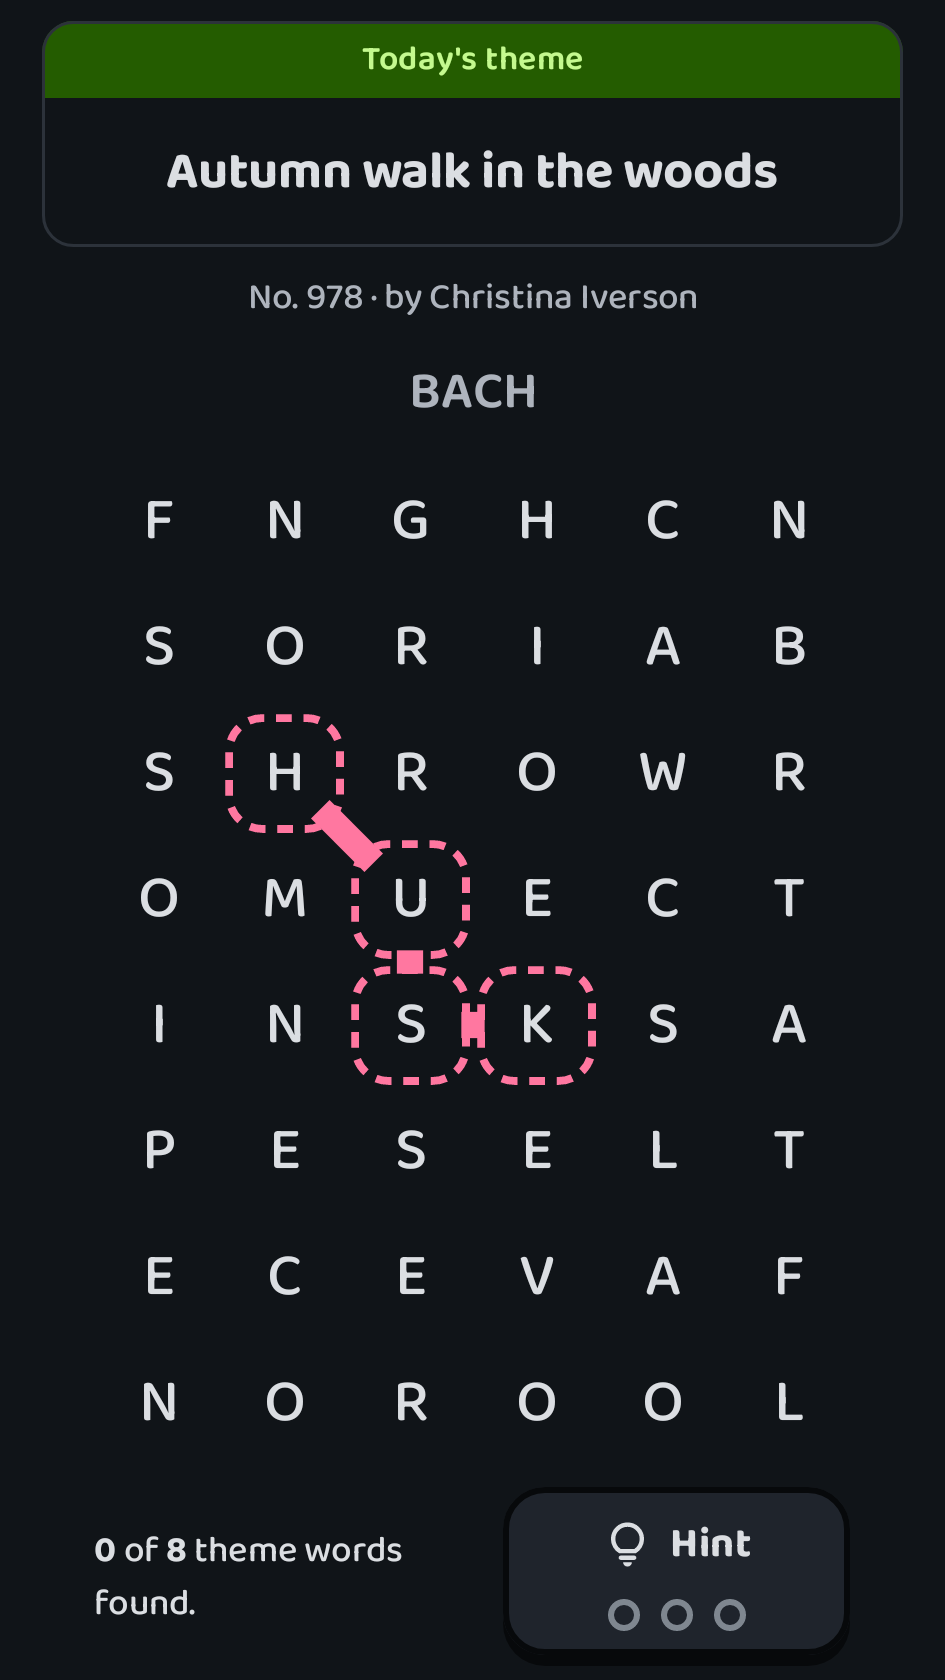 Today's theme
Autumn walk in the woods
No. 978 · by Christina Iverson
BACH
F N G H C N
S O R I A B
S H R O W R
O M U E C T
I N S K S A
P E S E L T
E C E V A F
N O R O O L
0 of 8 theme words
found.
Hint